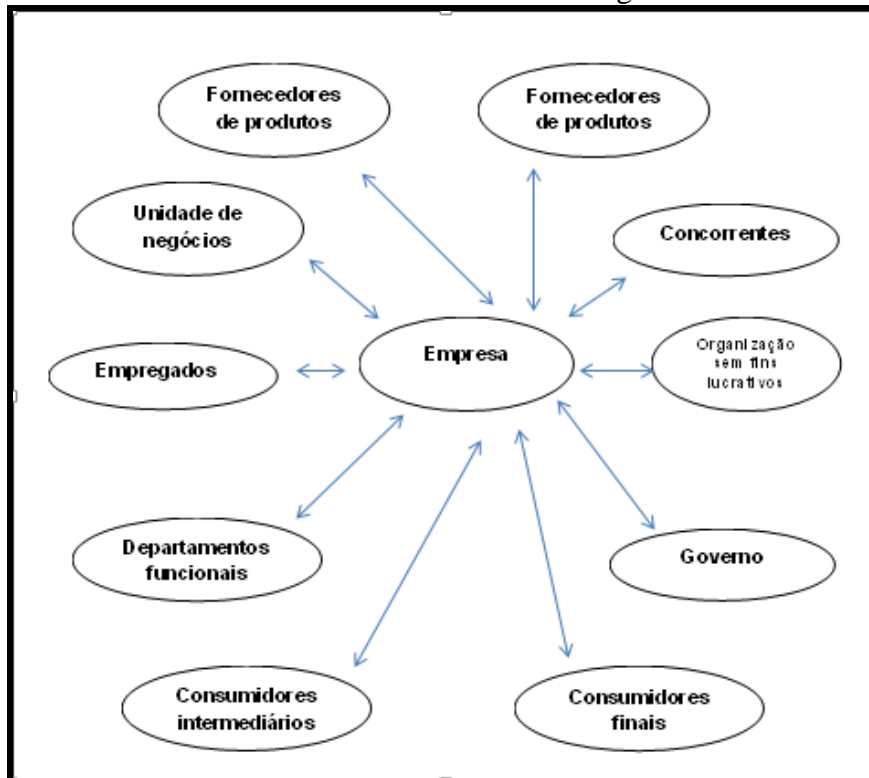 Fornecedores
de produtos
Fornecedores
de produtos
Unidade de
negócios
Concorrentes
Empresa
Organização
sem fins
lucrativos
Empregados
Departamentos
funcionais
Governo
Consumidores
intermediários
Consumidores
finais